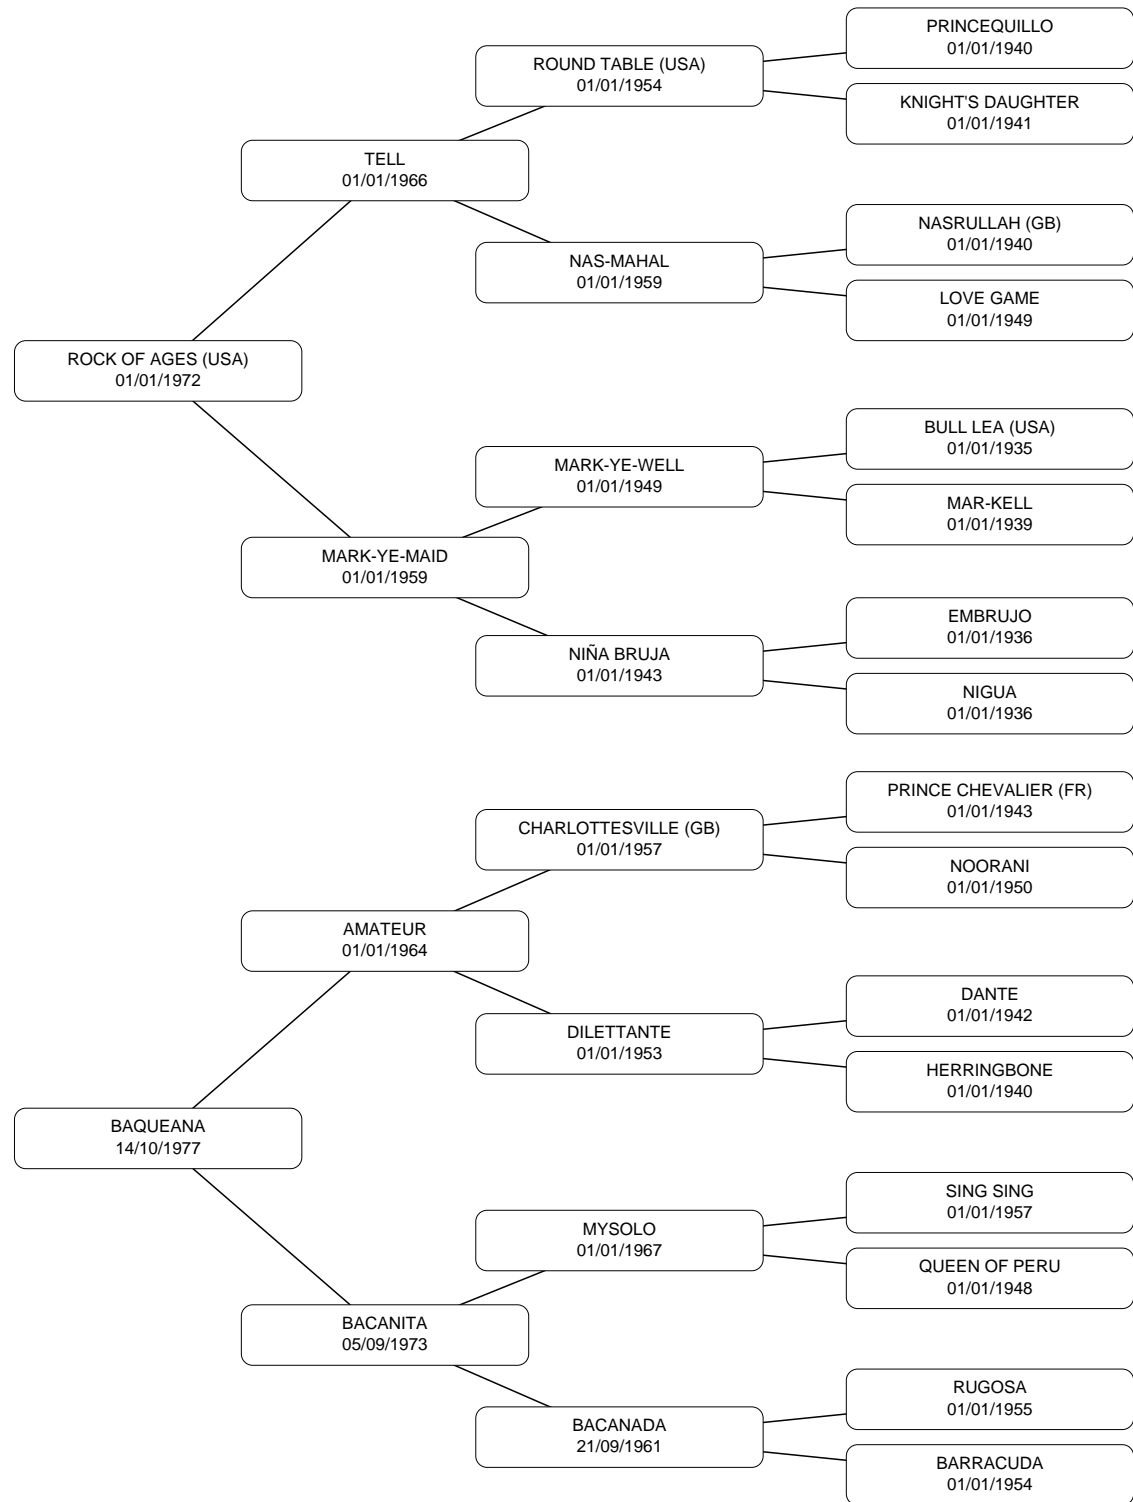 PRINCEQUILLO
01/01/1940
ROUND TABLE (USA)
01/01/1954
KNIGHT'S DAUGHTER
01/01/1941
TELL
01/01/1966
NASRULLAH (GB)
01/01/1940
NAS-MAHAL
01/01/1959
LOVE GAME
01/01/1949
ROCK OF AGES (USA)
01/01/1972
BULL LEA (USA)
01/01/1935
MARK-YE-WELL
01/01/1949
MAR-KELL
01/01/1939
MARK-YE-MAID
01/01/1959
EMBRUJO
01/01/1936
NIÑA BRUJA
01/01/1943
NIGUA
01/01/1936
PRINCE CHEVALIER (FR)
01/01/1943
CHARLOTTESVILLE (GB)
01/01/1957
NOORANI
01/01/1950
AMATEUR
01/01/1964
DANTE
01/01/1942
DILETTANTE
01/01/1953
HERRINGBONE
01/01/1940
BAQUEANA
14/10/1977
SING SING
01/01/1957
MYSOLO
01/01/1967
QUEEN OF PERU
01/01/1948
BACANITA
05/09/1973
RUGOSA
01/01/1955
BACANADA
21/09/1961
BARRACUDA
01/01/1954